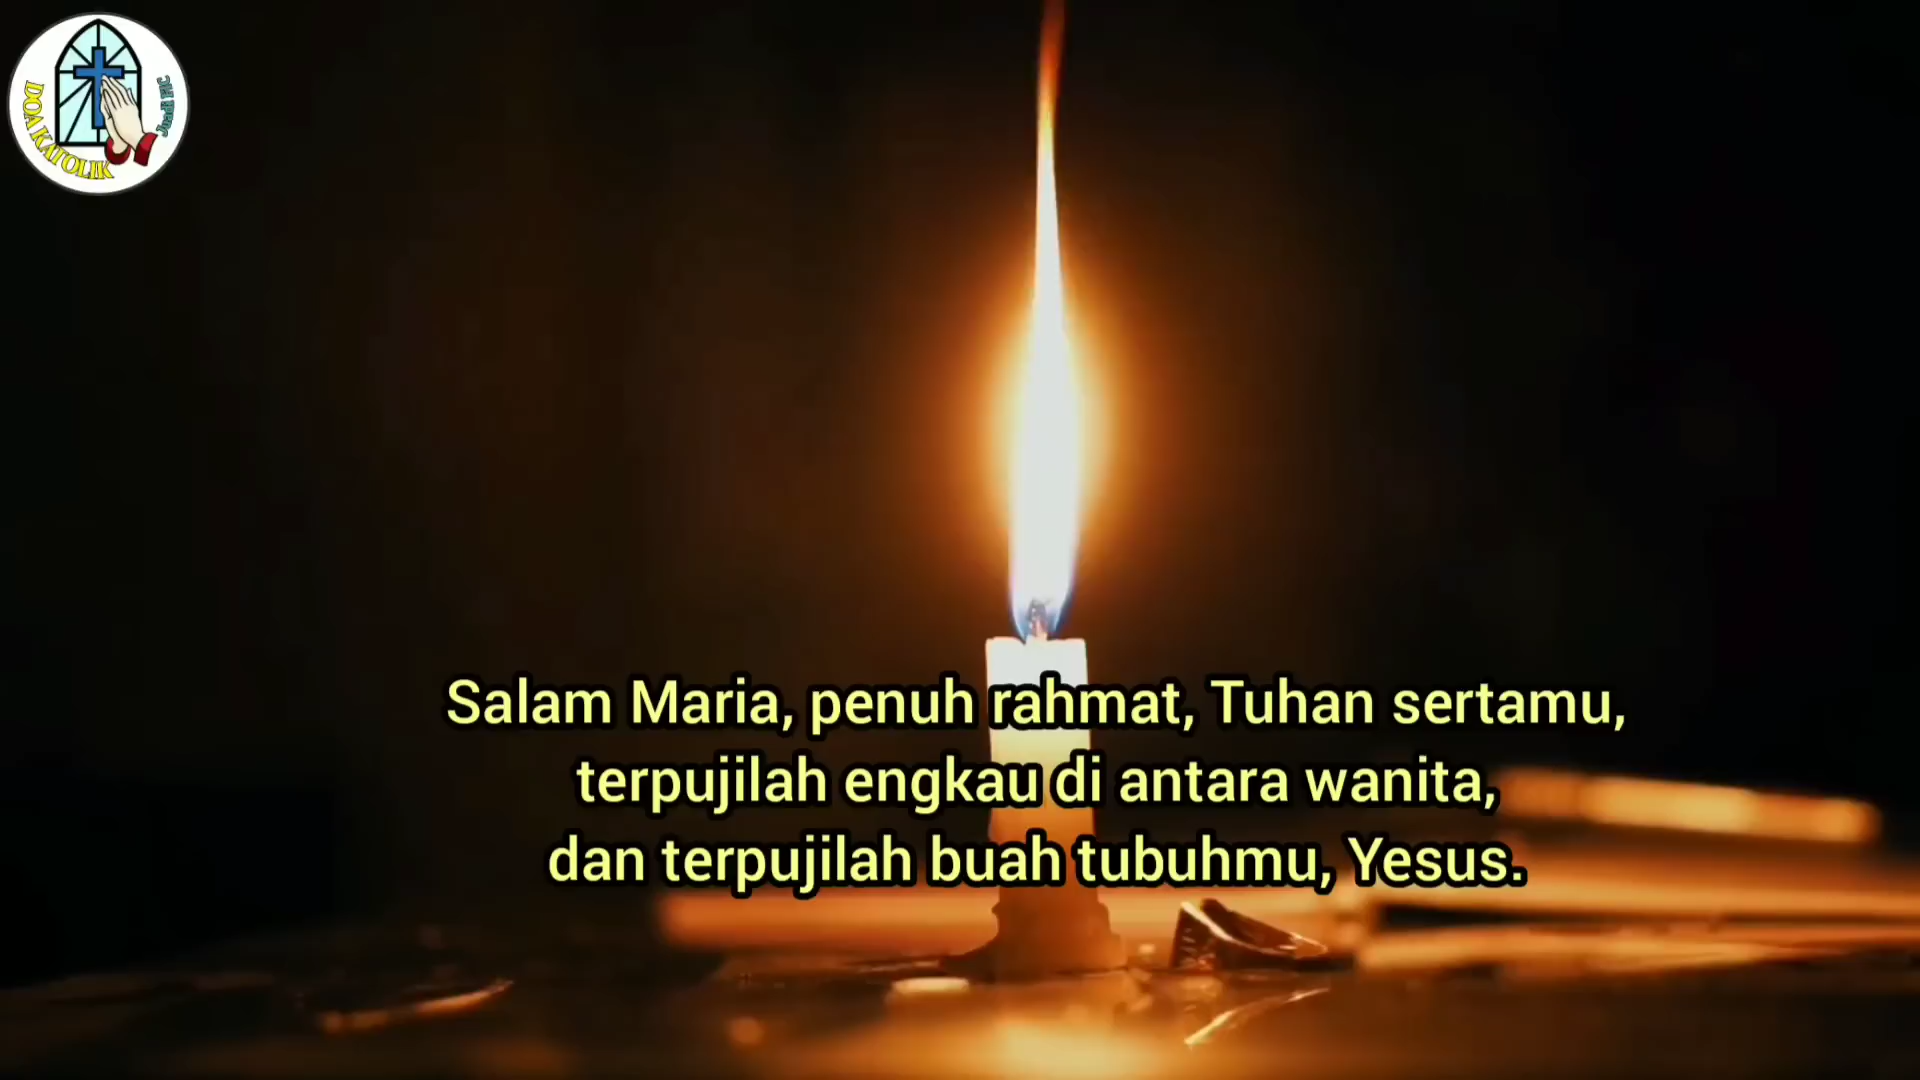 DOA KATOLIK
Salam Maria, penuh rahmat, Tuhan sertamu,
terpujilah engkau di antara wanita,
dan terpujilah buah tubuhmu, Yesus.